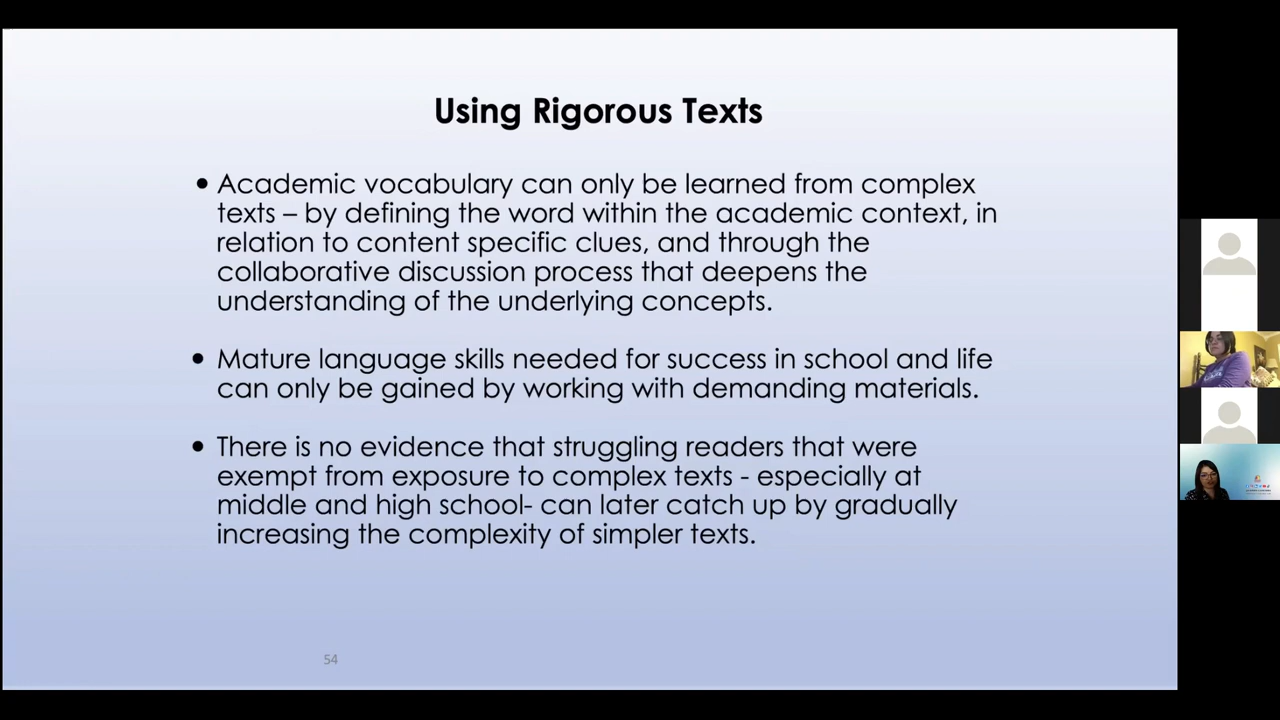 Using Rigorous Texts
• Academic vocabulary can only be learned from complex
texts – by defining the word within the academic context, in
relation to content specific clues, and through the
collaborative discussion process that deepens the
understanding of the underlying concepts.
• Mature language skills needed for success in school and life
can only be gained by working with demanding materials.
• There is no evidence that struggling readers that were
exempt from exposure to complex texts - especially at
middle and high school- can later catch up by gradually
increasing the complexity of simpler texts.
54